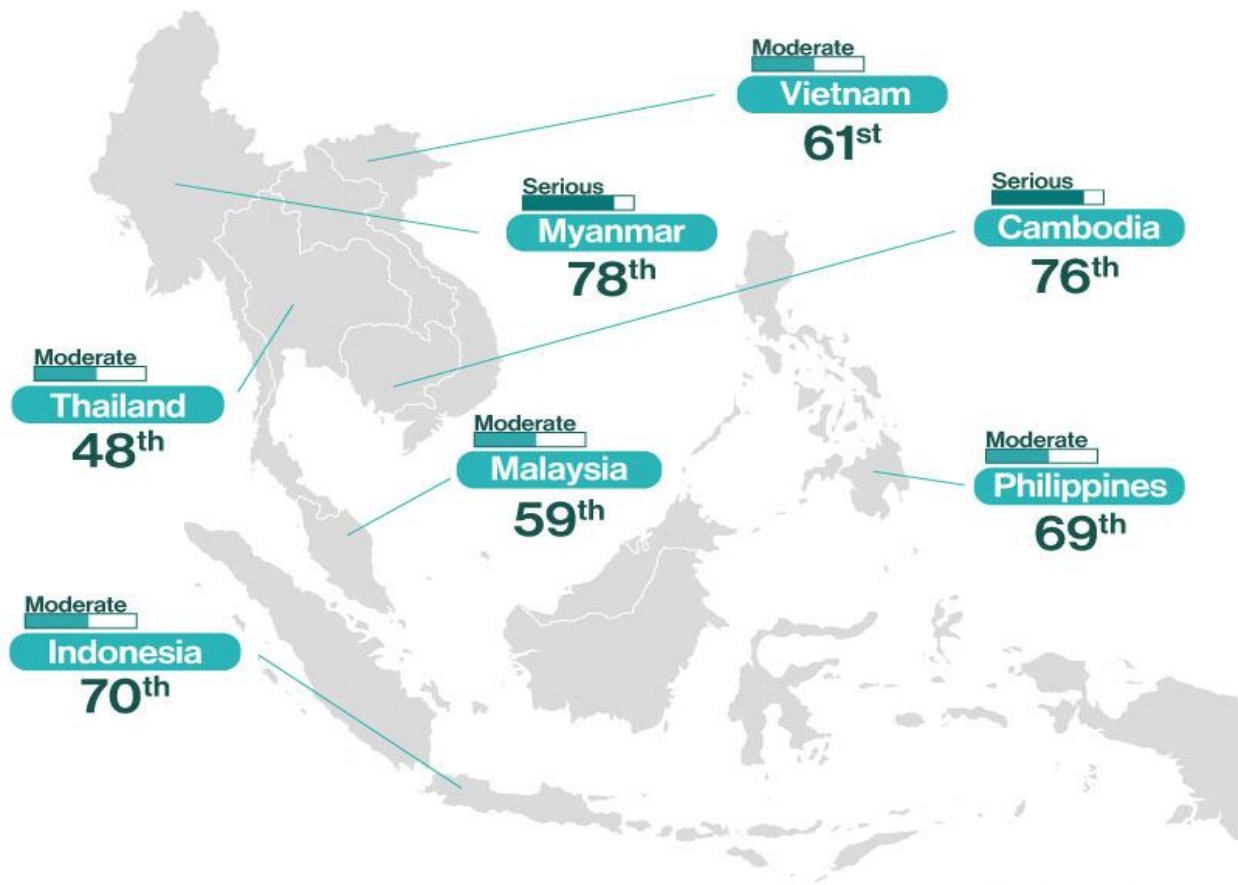 Moderate
Vietnam
61st
Serious
Myanmar
78th
Serious
Cambodia
76th
Moderate
Thailand
48th
Moderate
Malaysia
59th
Moderate
Philippines
69th
Moderate
Indonesia
70th